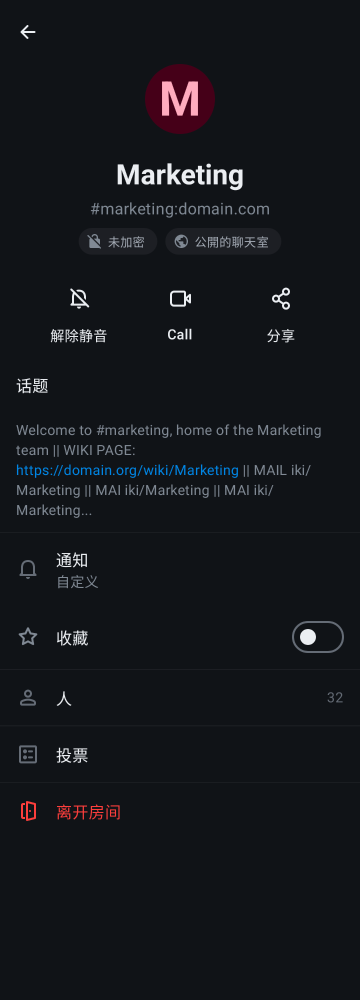 M
Marketing
#marketing:domain.com
未加密
公開的聊天室
解除静音
Call
分享
话题
Welcome to #marketing, home of the Marketing
team || WIKI PAGE:
https://domain.org/wiki/Marketing || MAIL iki/
Marketing || MAI iki/Marketing || MAI iki/
Marketing...
通知
自定义
收藏
人 32
投票
离开房间